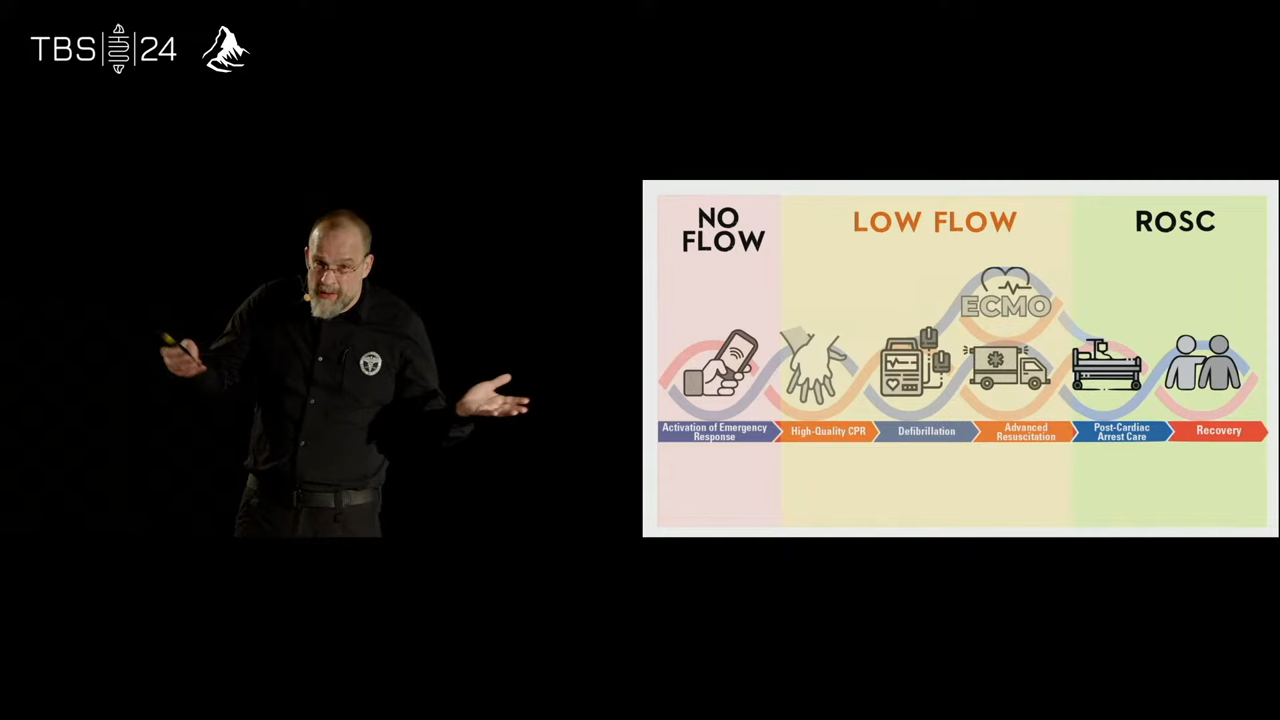 TBS 24
NO
FLOW
LOW FLOW
ROSC
ECMO
Activation of Emergency
Response
High-Quality CPR
Defibrillation
Advanced
Resuscitation
Post-Cardiac
Arrest Care
Recovery